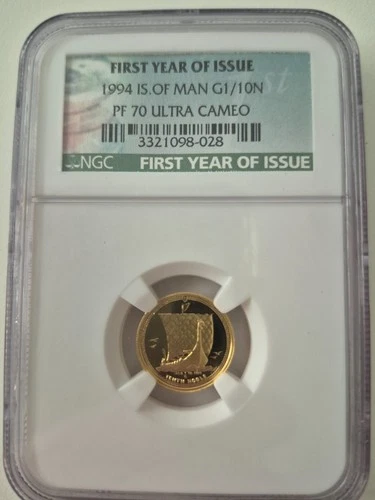 FIRST YEAR OF ISSUE
1994 IS.OF MAN G1/10N
PF 70 ULTRA CAMEO
3321098-028
NGC FIRST YEAR OF ISSUE
TENTH NOBLE